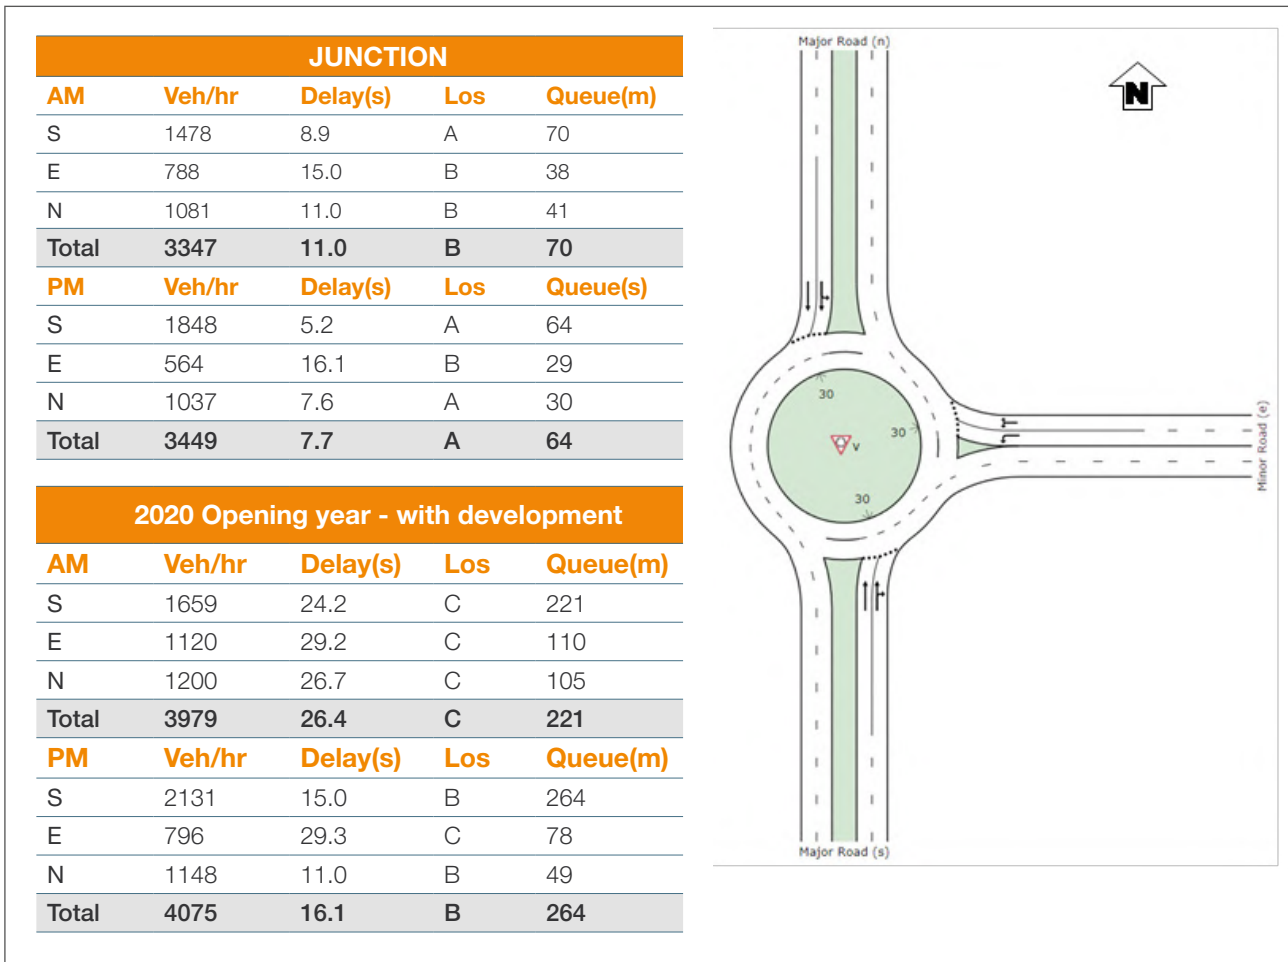 JUNCTION
AM Veh/hr Delay(s) Los Queue(m)
S 1478 8.9 A 70
E 788 15.0 B 38
N 1081 11.0 B 41
Total 3347 11.0 B 70
PM Veh/hr Delay(s) Los Queue(s)
S 1848 5.2 A 64
E 564 16.1 B 29
N 1037 7.6 A 30
Total 3449 7.7 A 64
2020 Opening year - with development
AM Veh/hr Delay(s) Los Queue(m)
S 1659 24.2 C 221
E 1120 29.2 C 110
N 1200 26.7 C 105
Total 3979 26.4 C 221
PM Veh/hr Delay(s) Los Queue(m)
S 2131 15.0 B 264
E 796 29.3 C 78
N 1148 11.0 B 49
Total 4075 16.1 B 264
Major Road (n)
N
30
30
V
30
Minor Road (e)
Major Road (s)